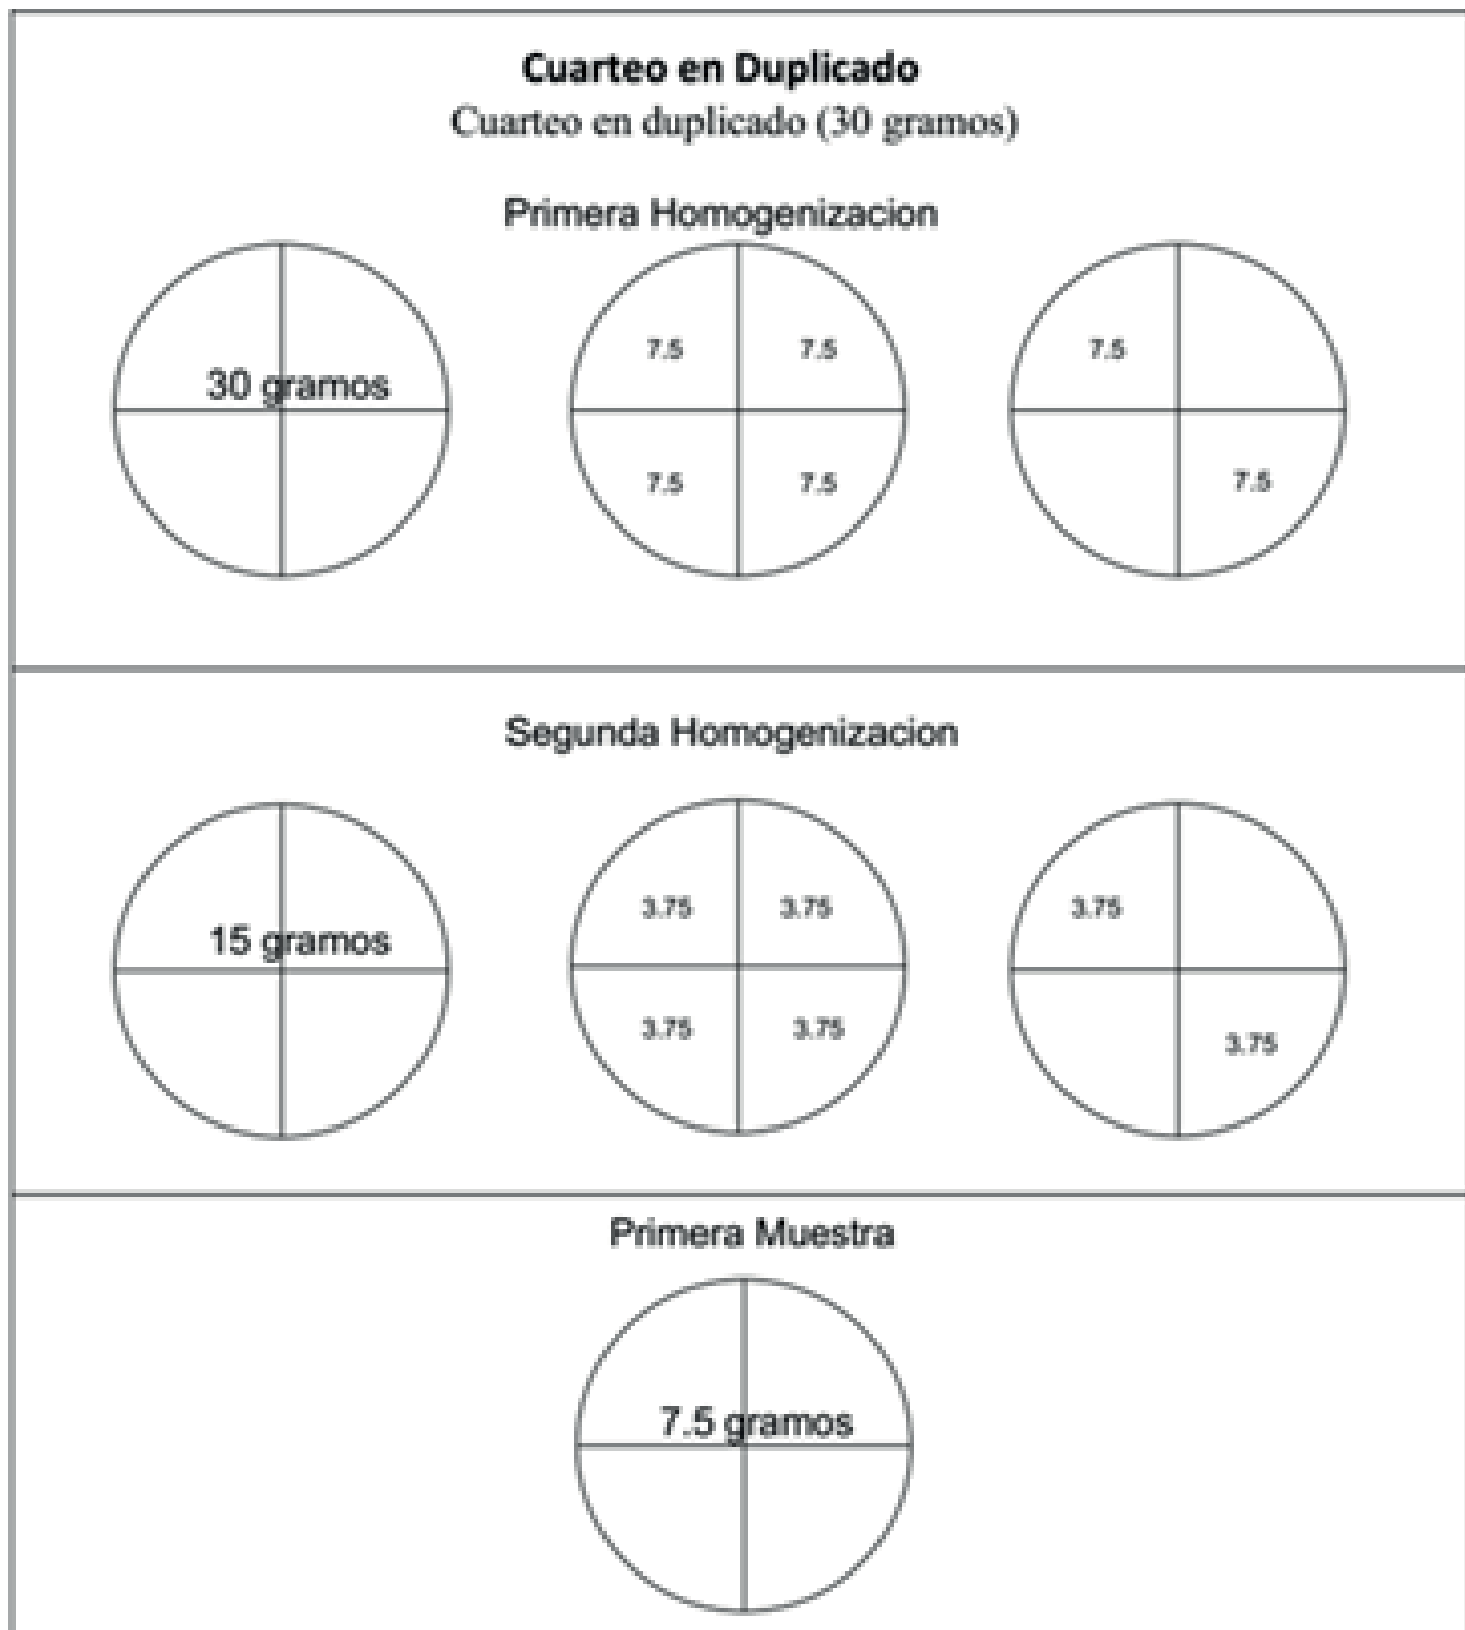 Cuarteo en Duplicado
Cuarteo en duplicado (30 gramos)
Primera Homogenizacion
30 gramos
7.5 7.5
7.5 7.5
7.5
7.5
Segunda Homogenizacion
15 gramos
3.75 3.75
3.75 3.75
3.75
3.75
Primera Muestra
7.5 gramos